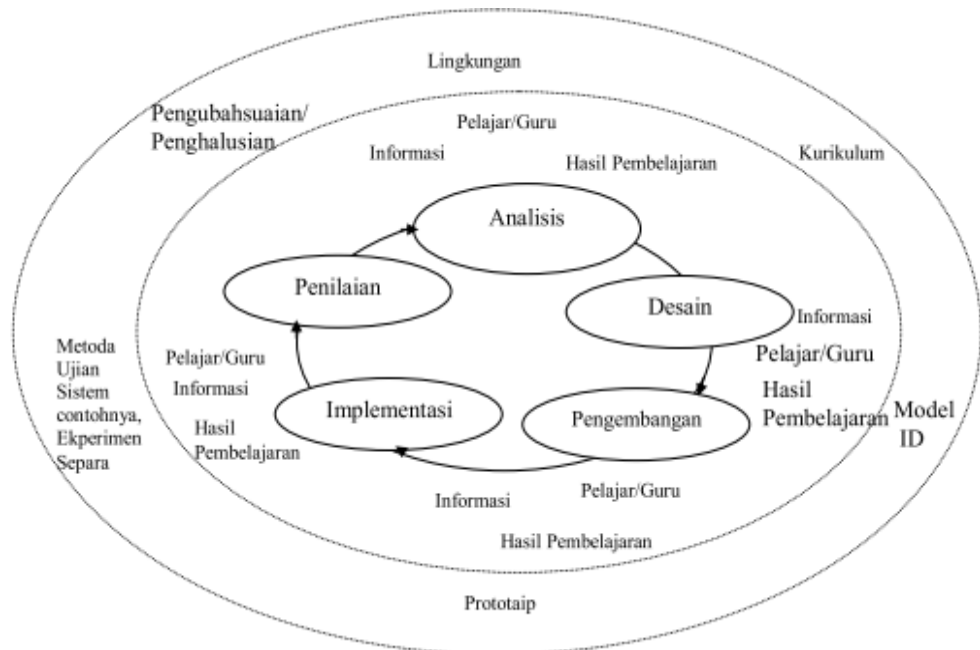 Lingkungan
Pengubahsuaian/
Penghalusian
Pelajar/Guru
Informasi
Hasil Pembelajaran
Kurikulum
Analisis
Penilaian
Desain
Informasi
Pelajar/Guru
Hasil
Pembelajaran
Model
ID
Metoda
Ujian
Sistem
contohnya,
Ekperimen
Separa
Pelajar/Guru
Informasi
Hasil
Pembelajaran
Implementasi
Pengembangan
Informasi
Pelajar/Guru
Hasil Pembelajaran
Prototaip